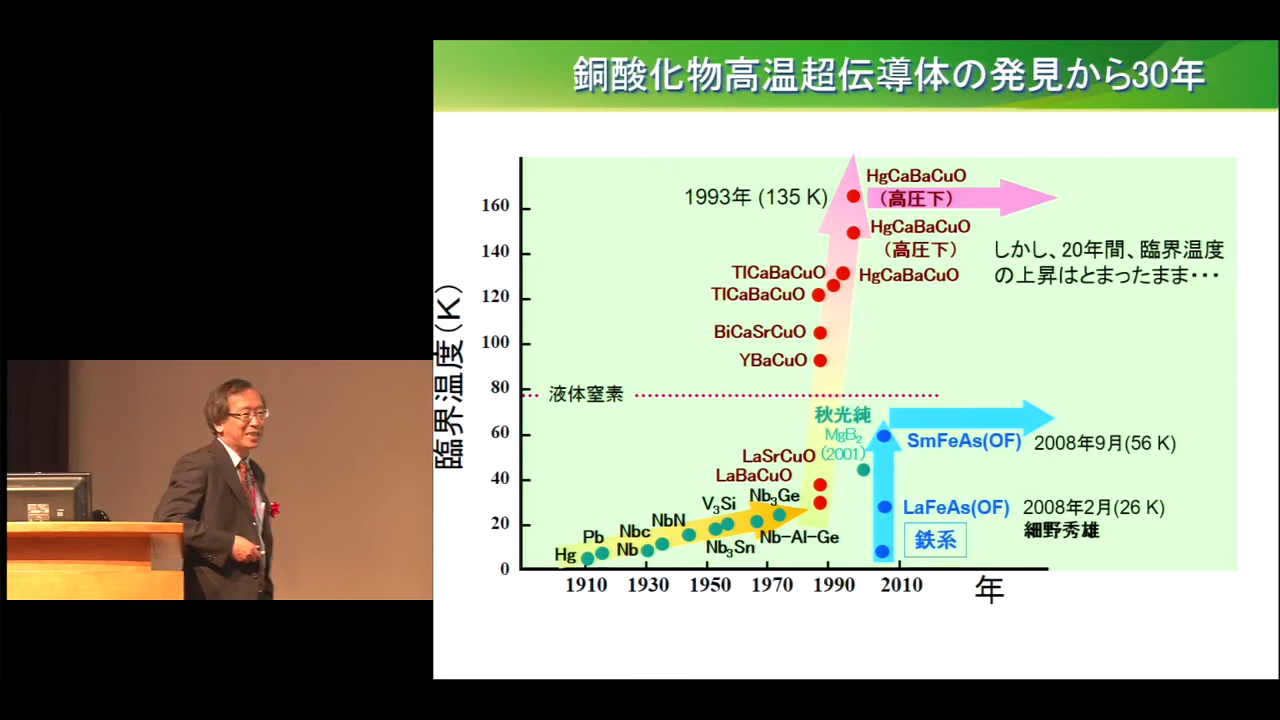 銅酸化物高温超伝導体の発見から30年
臨界温度(K)
160
140
120
100
80
60
40
20
0
1910
1930
1950
1970
1990
2010
年
1993年 (135 K)
HgCaBaCuO
(高圧下)
HgCaBaCuO
(高圧下)
しかし、20年間、臨界温度
の上昇はとまったまま・・・
TlCaBaCuO
HgCaBaCuO
TlCaBaCuO
BiCaSrCuO
YBaCuO
液体窒素
秋光純
MgB₂
(2001)
SmFeAs(OF)
2008年9月(56 K)
LaSrCuO
LaBaCuO
LaFeAs(OF)
2008年2月(26 K)
細野秀雄
鉄系
Nb₃Ge
V₃Si
NbN
Nbc
Pb
Hg
Nb
Nb₃Sn
Nb-Al-Ge